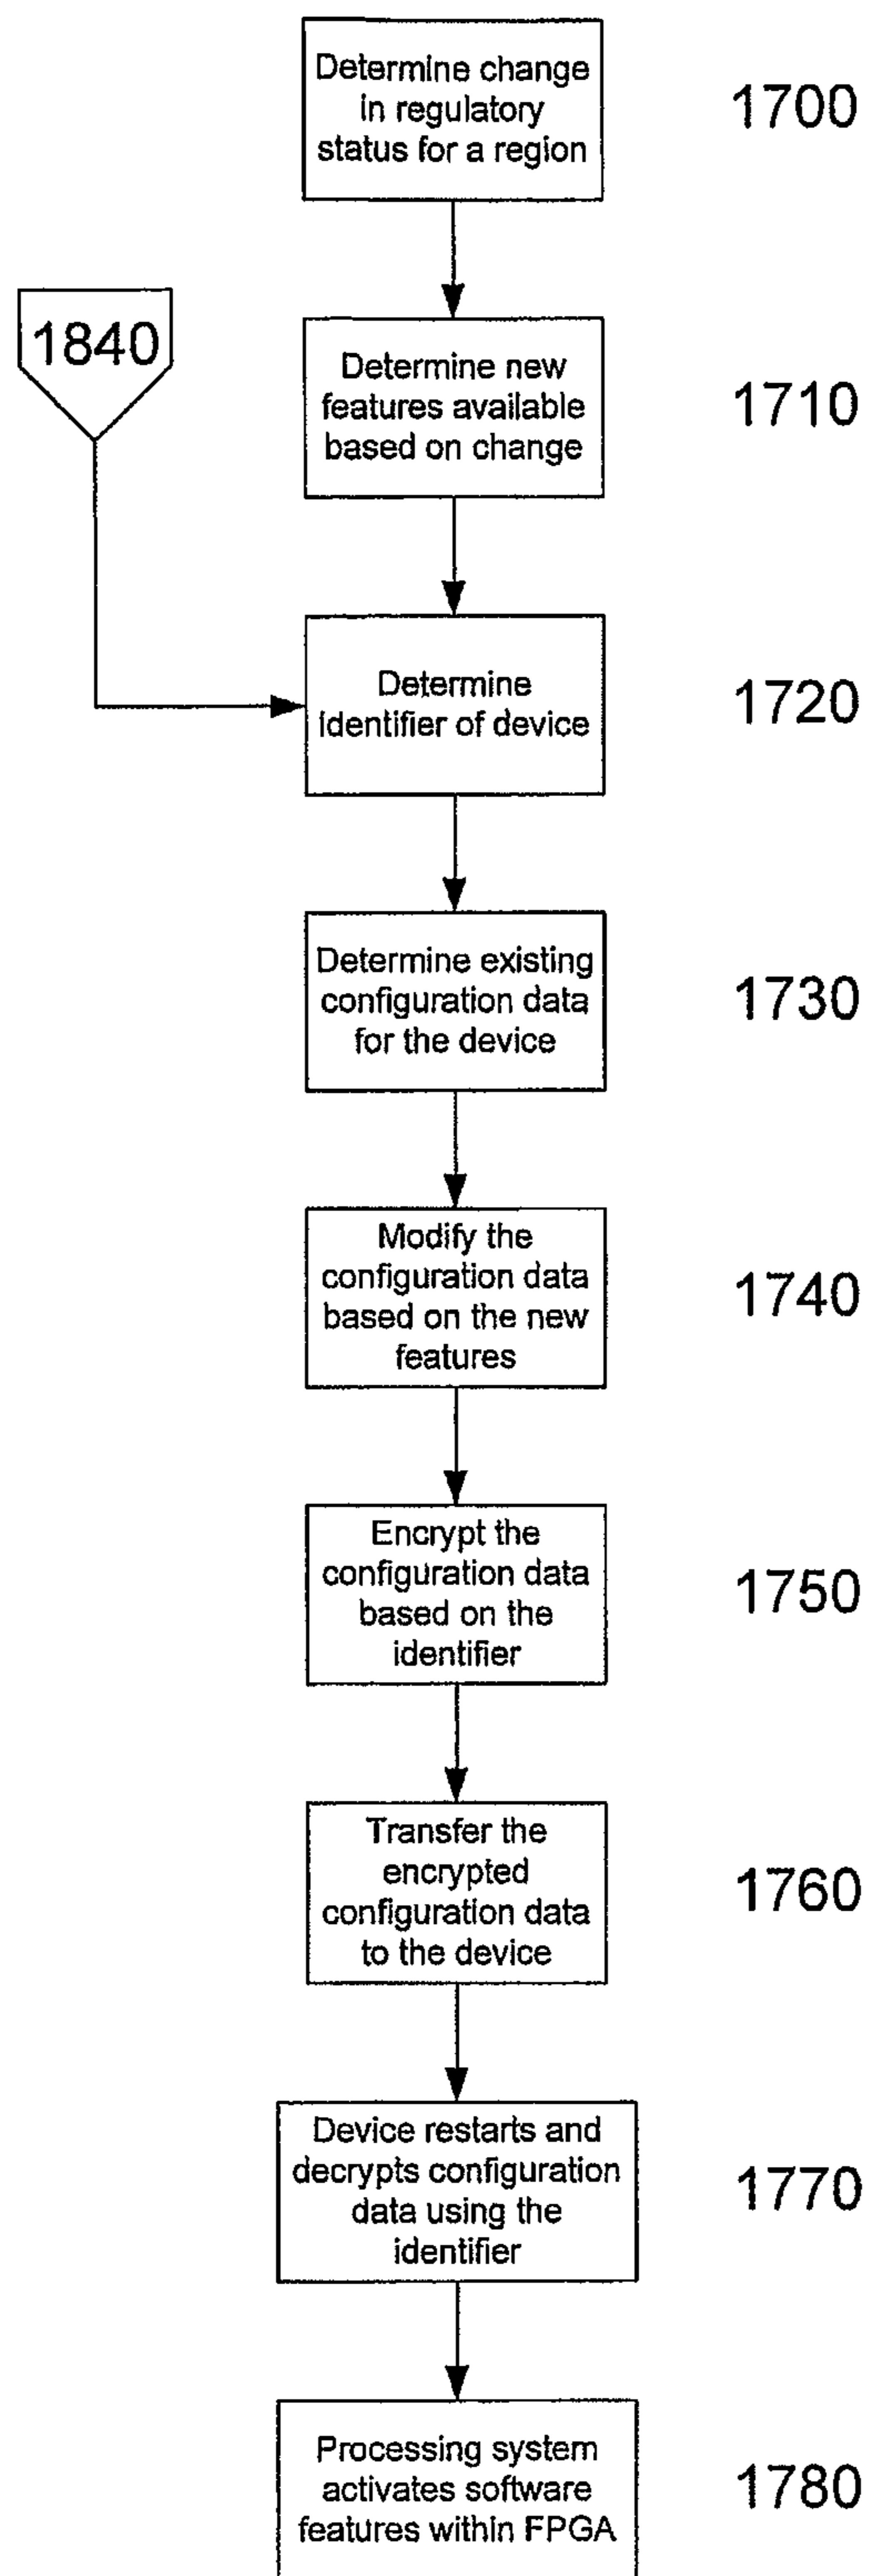 Determine change
in regulatory
status for a region
1700
1840
Determine new
features available
based on change
1710
Determine
identifier of device
1720
Determine existing
configuration data
for the device
1730
Modify the
configuration data
based on the new
features
1740
Encrypt the
configuration data
based on the
identifier
1750
Transfer the
encrypted
configuration data
to the device
1760
Device restarts and
decrypts configuration
data using the
identifier
1770
Processing system
activates software
features within FPGA
1780